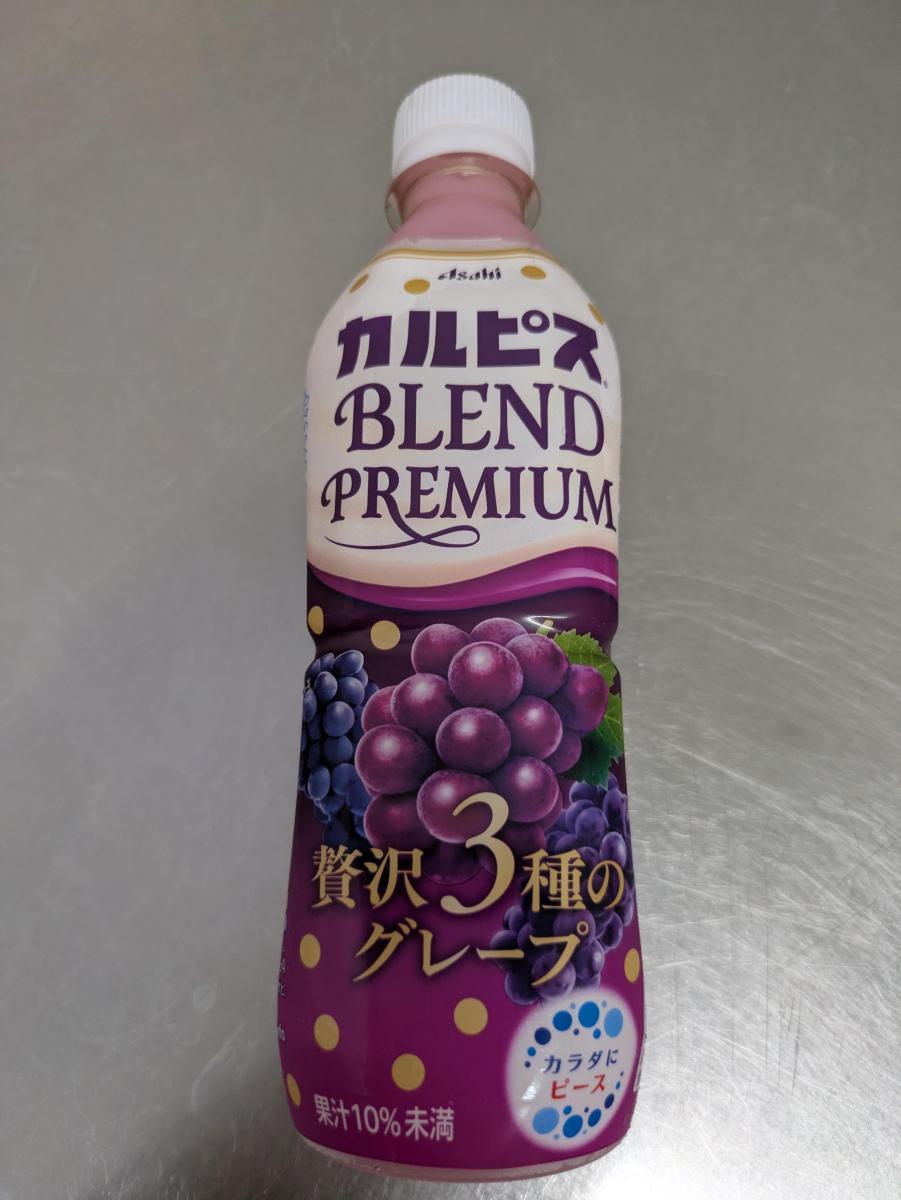 Asahi
カルピス®
BLEND
PREMIUM
贅沢3種の
グレープ
カラダに
ピース
果汁10%未満